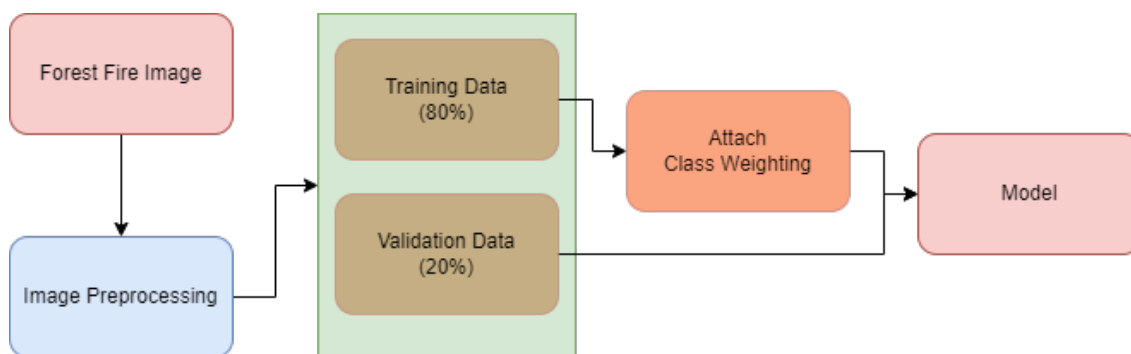 Forest Fire Image
Image Preprocessing
Training Data
(80%)
Validation Data
(20%)
Attach
Class Weighting
Model